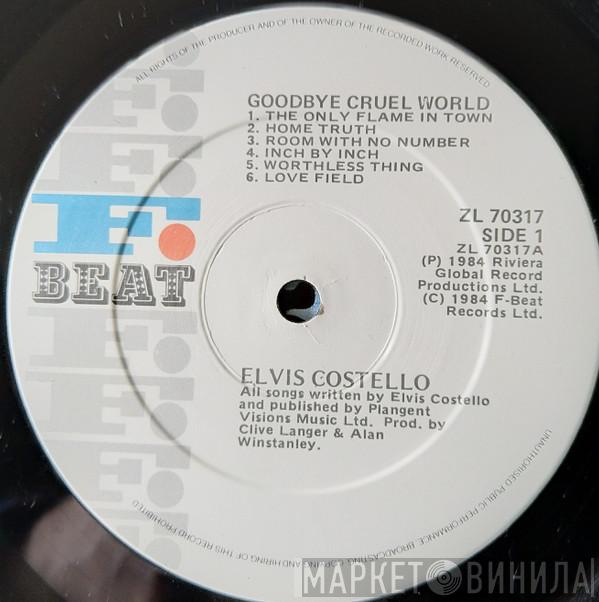 ALL RIGHTS OF THE PRODUCER AND OF THE OWNER OF THE RECORDED WORK RESERVED
GOODBYE CRUEL WORLD
1. THE ONLY FLAME IN TOWN
2. HOME TRUTH
3. ROOM WITH NO NUMBER
4. INCH BY INCH
5. WORTHLESS THING
6. LOVE FIELD
F.
BEAT
ZL 70317
SIDE 1
ZL 70317A
(P) 1984 Riviera
Global Record
Productions Ltd.
(C) 1984 F-Beat
Records Ltd.
ELVIS COSTELLO
All songs written by Elvis Costello
and published by Plangent
Visions Music Ltd. Prod. by
Clive Langer & Alan
Winstanley.
UNAUTHORISED PUBLIC PERFORMANCE, BROADCASTING, COPYING AND HIRING OF THIS RECORD PROHIBITED
МАРКЕТ ВИНИЛА